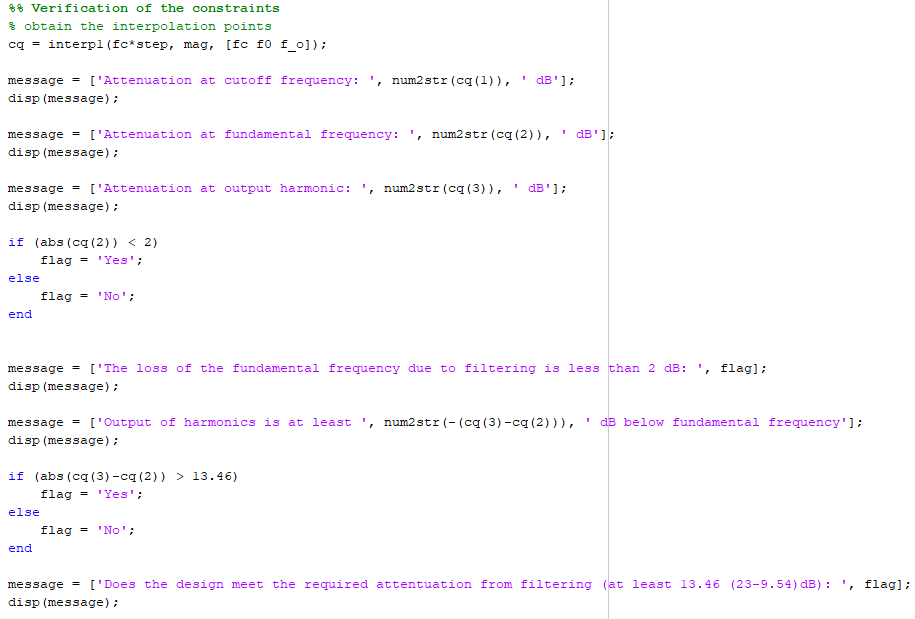 %% Verification of the constraints
% obtain the interpolation points
cq = interp1(fc*step, mag, [fc f0 f_o]);
message = ['Attenuation at cutoff frequency: ', num2str(cq(1)), ' dB'];
disp(message);
message = ['Attenuation at fundamental frequency: ', num2str(cq(2)), ' dB'];
disp(message);
message = ['Attenuation at output harmonic: ', num2str(cq(3)), ' dB'];
disp(message);
if (abs(cq(2)) < 2)
    flag = 'Yes';
else
    flag = 'No';
end
message = ['The loss of the fundamental frequency due to filtering is less than 2 dB: ', flag];
disp(message);
message = ['Output of harmonics is at least ', num2str(-(cq(3)-cq(2))), ' dB below fundamental frequency'];
disp(message);
if (abs(cq(3)-cq(2)) > 13.46)
    flag = 'Yes';
else
    flag = 'No';
end
message = ['Does the design meet the required attentuation from filtering (at least 13.46 (23-9.54)dB): ', flag];
disp(message);